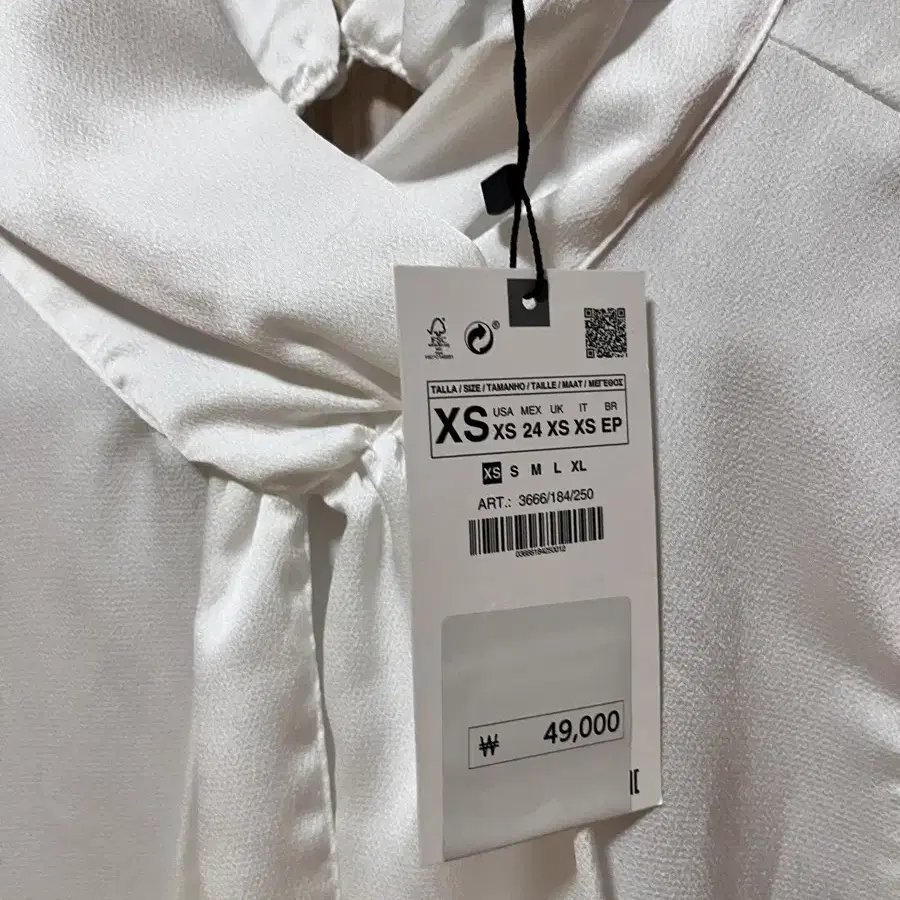 TALLA / SIZE / TAMANHO / TAILLE / MAAT / ΜΕΓΕΘΟΣ
XS
USA MEX UK IT BR
XS 24 XS XS EP
XS S M L XL
ART.: 3666/184/250
03666184250012
₩ 49,000